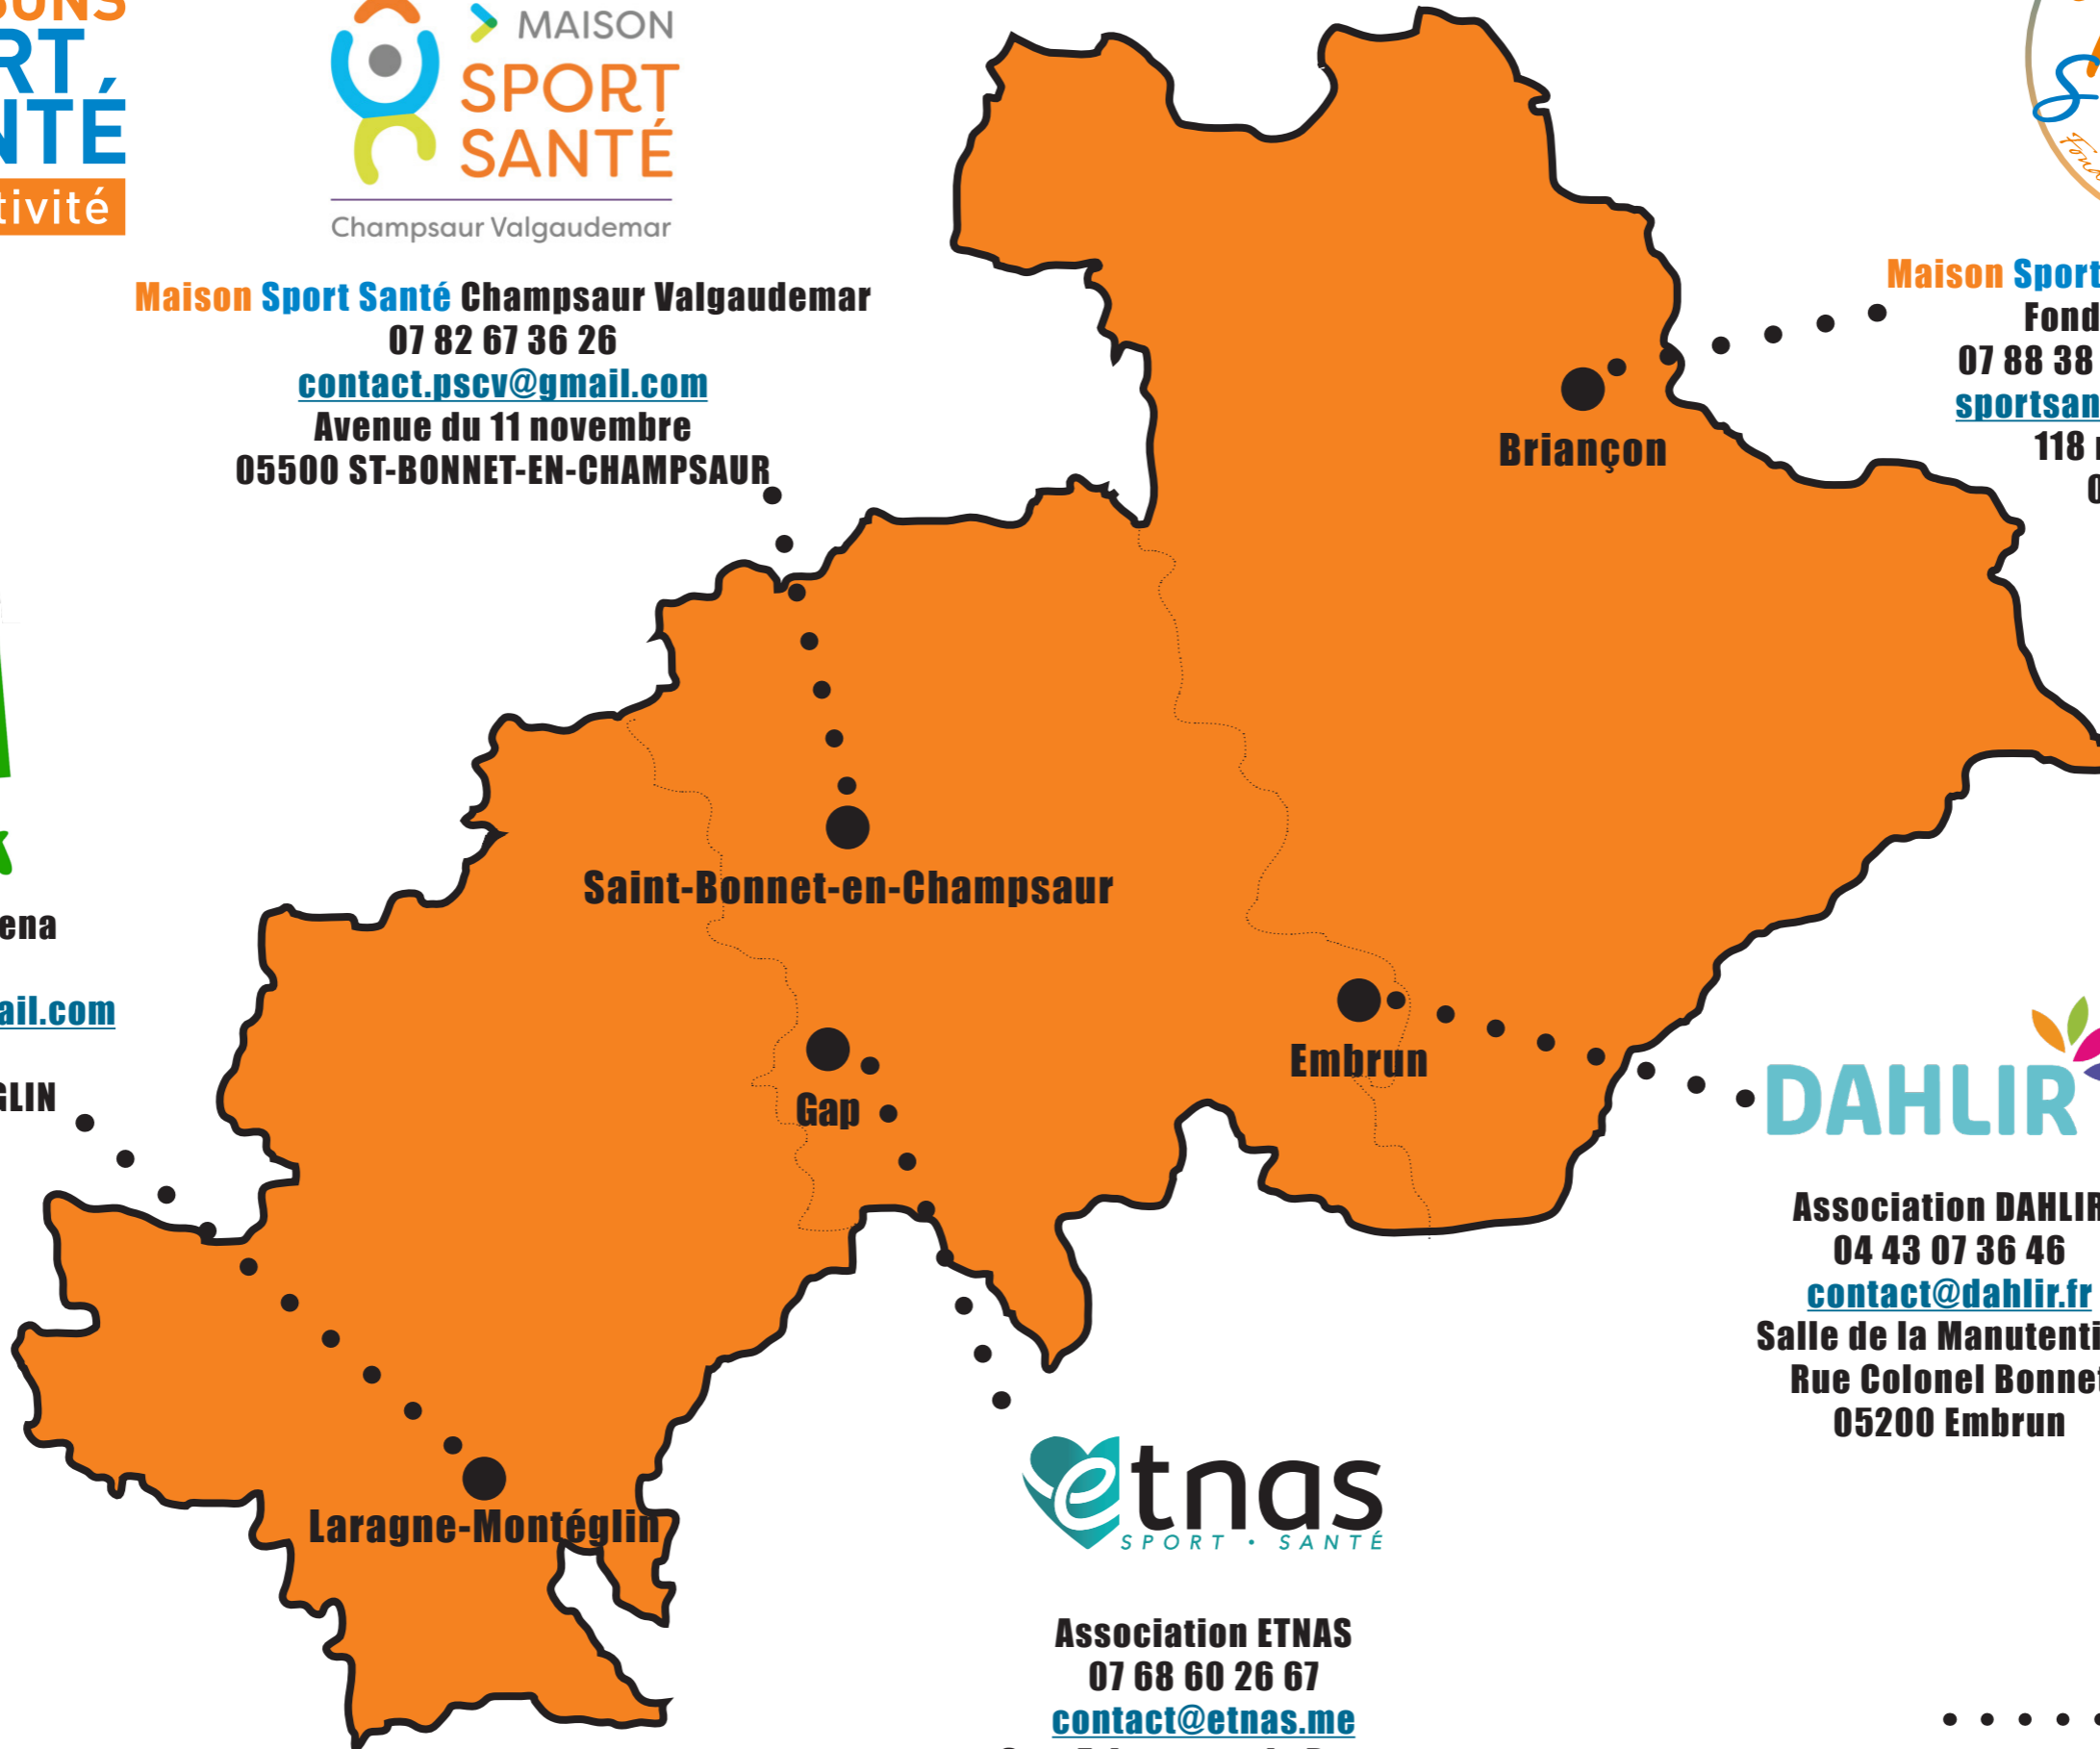 RT
tivité
MAISON
SPORT
SANTÉ
Champsaur Valgaudemar
Maison Sport Santé Champsaur Valgaudemar
07 82 67 36 26
contact.pscv@gmail.com
Avenue du 11 novembre
05500 ST-BONNET-EN-CHAMPSAUR
Maison Sport
Fond
07 88 38
sportsan
118
Briançon
Saint-Bonnet-en-Champsaur
ena
ail.com
GLIN
Gap
Embrun
Laragne-Montéglin
DAHLIR
Association DAHLIR
04 43 07 36 46
contact@dahlir.fr
Salle de la Manutenti
Rue Colonel Bonnet
05200 Embrun
etnas
SPORT • SANTÉ
Association ETNAS
07 68 60 26 67
contact@etnas.me